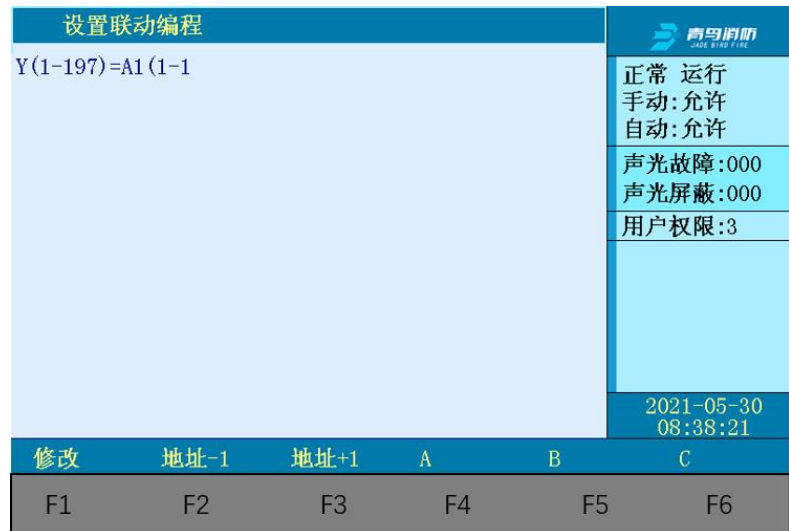 设置联动编程
Y(1-197)=A1(1-1
青鸟消防
JADE BIRD FIRE
正常 运行
手动:允许
自动:允许
声光故障:000
声光屏蔽:000
用户权限:3
2021-05-30
08:38:21
修改 地址-1 地址+1 A B C
F1 F2 F3 F4 F5 F6